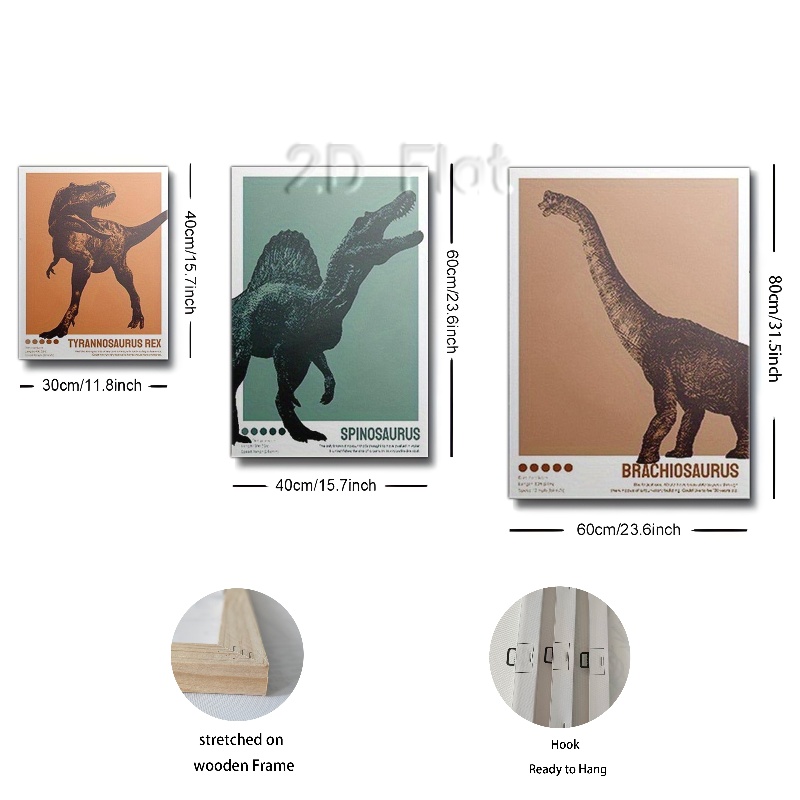 2D Flat
TYRANNOSAURUS REX
40cm/15.7inch
30cm/11.8inch
SPINOSAURUS
60cm/23.6inch
40cm/15.7inch
BRACHIOSAURUS
80cm/31.5inch
60cm/23.6inch
stretched on
wooden Frame
Hook
Ready to Hang